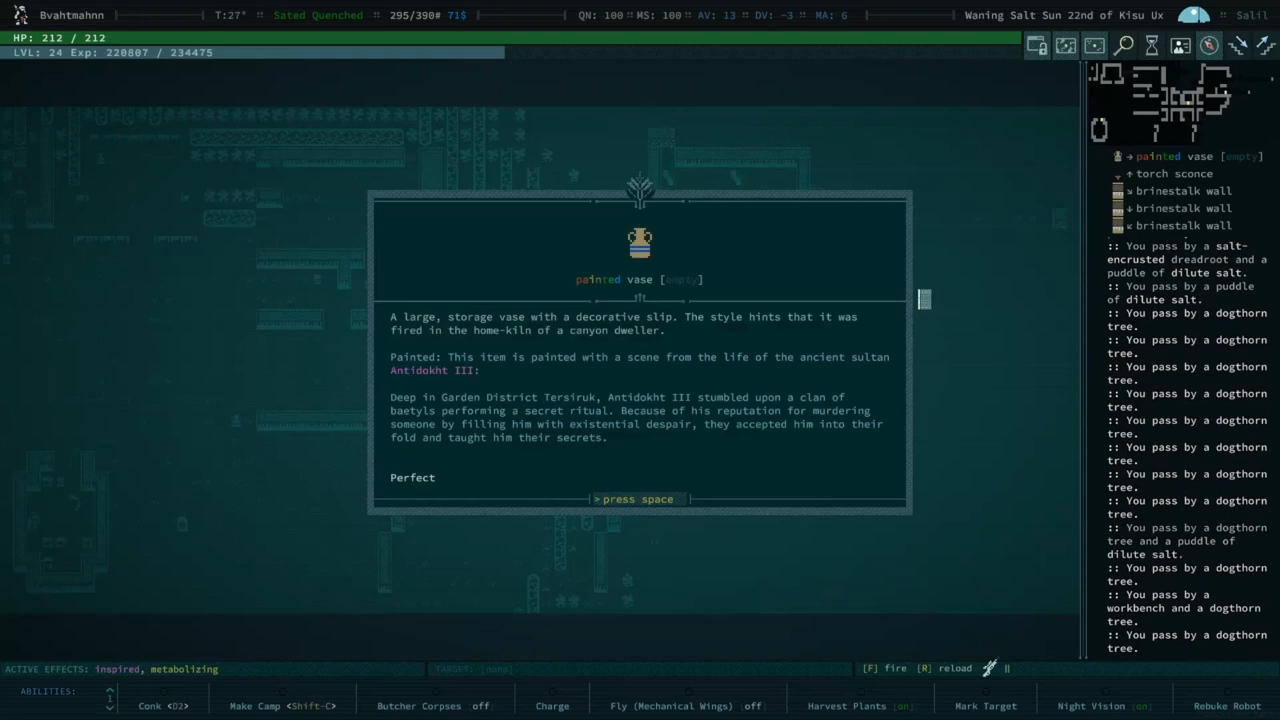 Bvahtmahnn T:27° :: Sated Quenched :: 295/390# 71$ QN: 100 :: MS: 100 :: AV: 13 :: DV: -3 :: MA: 6 Waning Salt Sun 22nd of Kisu Ux Salil
HP: 212 / 212
LVL: 24 Exp: 220807 / 234475
painted vase [empty]
A large, storage vase with a decorative slip. The style hints that it was
fired in the home-kiln of a canyon dweller.
Painted: This item is painted with a scene from the life of the ancient sultan
Antidokht III:
Deep in Garden District Tersiruk, Antidokht III stumbled upon a clan of
baetyls performing a secret ritual. Because of his reputation for murdering
someone by filling him with existential despair, they accepted him into their
fold and taught him their secrets.
Perfect
> press space
→ painted vase [empty]
↑ torch sconce
↘ brinestalk wall
↓ brinestalk wall
↙ brinestalk wall
:: You pass by a salt-
encrusted dreadroot and a
puddle of dilute salt.
:: You pass by a puddle
of dilute salt.
:: You pass by a dogthorn
tree.
:: You pass by a dogthorn
tree.
:: You pass by a dogthorn
tree.
:: You pass by a dogthorn
tree.
:: You pass by a dogthorn
tree.
:: You pass by a dogthorn
tree.
:: You pass by a dogthorn
tree.
:: You pass by a dogthorn
tree.
:: You pass by a dogthorn
tree and a puddle of
dilute salt.
:: You pass by a dogthorn
tree.
:: You pass by a
workbench and a dogthorn
tree.
:: You pass by a dogthorn
tree.
ACTIVE EFFECTS: inspired, metabolizing TARGET: [none] [F] fire [R] reload
ABILITIES: 1 Conk <D2> Make Camp <Shift-C> Butcher Corpses [off] Charge Fly (Mechanical Wings) [off] Harvest Plants [on] Mark Target Night Vision [on] Rebuke Robot